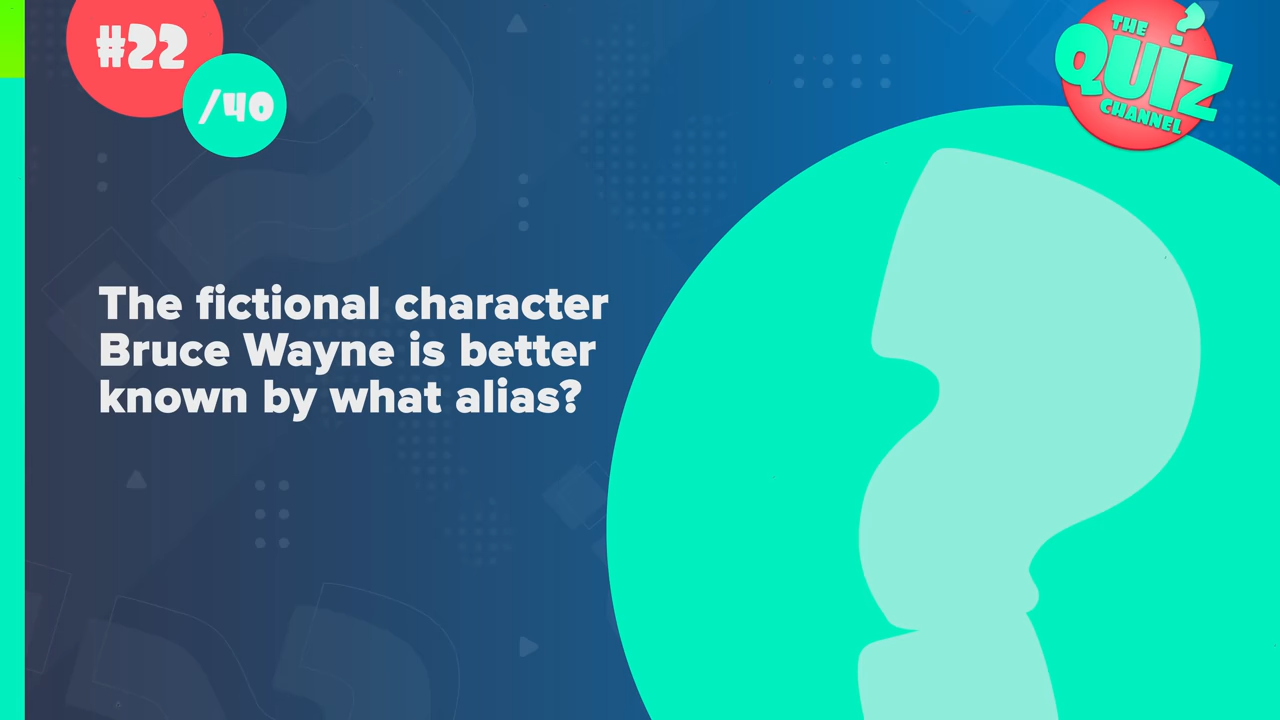 #22
/40
THE
QUIZ
CHANNEL
The fictional character
Bruce Wayne is better
known by what alias?